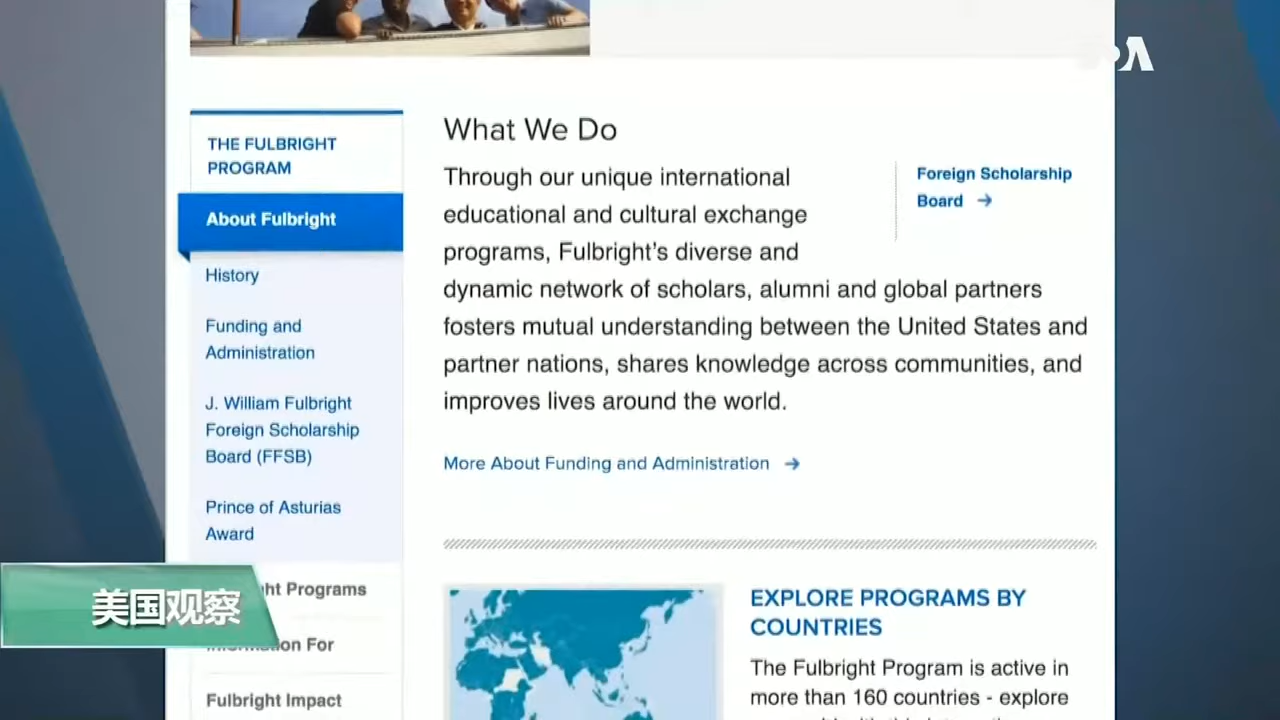 THE FULBRIGHT
PROGRAM
About Fulbright
History
Funding and
Administration
J. William Fulbright
Foreign Scholarship
Board (FFSB)
Prince of Asturias
Award
ht Programs
Information For
Fulbright Impact
What We Do
Through our unique international
educational and cultural exchange
programs, Fulbright's diverse and
dynamic network of scholars, alumni and global partners
fosters mutual understanding between the United States and
partner nations, shares knowledge across communities, and
improves lives around the world.
Foreign Scholarship
Board →
More About Funding and Administration →
EXPLORE PROGRAMS BY
COUNTRIES
The Fulbright Program is active in
more than 160 countries - explore
美国观察